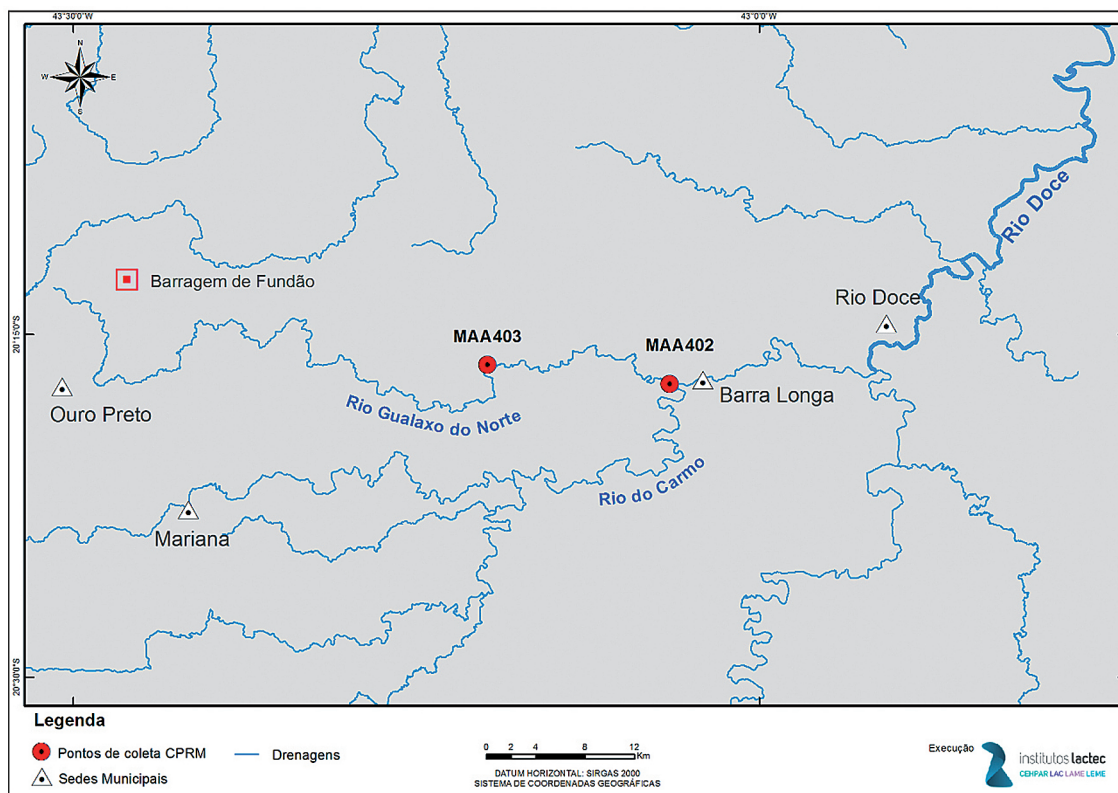 43°30'0"W
43°0'0"W
N
W
E
S
Rio Doce
Barragem de Fundão
Rio Doce
20°15'0"S
MAA403
MAA402
Barra Longa
Ouro Preto
Rio Gualaxo do Norte
Rio do Carmo
Mariana
20°30'0"S
Legenda
Pontos de coleta CPRM
Drenagens
Sedes Municipais
0 2 4 8 12
Km
DATUM HORIZONTAL: SIRGAS 2000
SISTEMA DE COORDENADAS GEOGRÁFICAS
Execução
institutos lactec
CEHPAR LAC LAME LEME